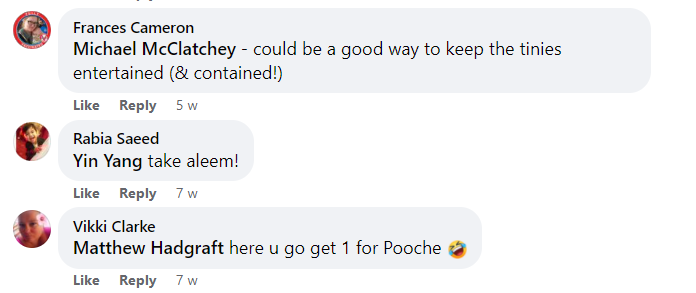 Frances Cameron
Michael McClatchey - could be a good way to keep the tinies
entertained (& contained!)
Like Reply 5 w
Rabia Saeed
Yin Yang take aleem!
Like Reply 7 w
Vikki Clarke
Matthew Hadgraft here u go get 1 for Pooche 🤣
Like Reply 7 w